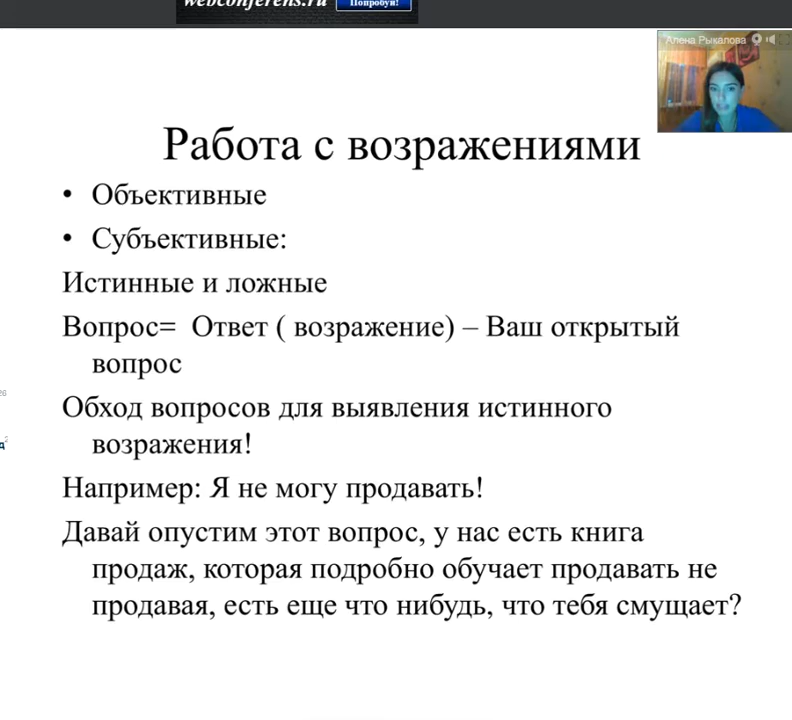 webconferens.ru
Попробуй!
Алена Рыкалова
Работа с возражениями
• Объективные
• Субъективные:
Истинные и ложные
Вопрос= Ответ ( возражение) – Ваш открытый
вопрос
Обход вопросов для выявления истинного
возражения!
Например: Я не могу продавать!
Давай опустим этот вопрос, у нас есть книга
продаж, которая подробно обучает продавать не
продавая, есть еще что нибудь, что тебя смущает?